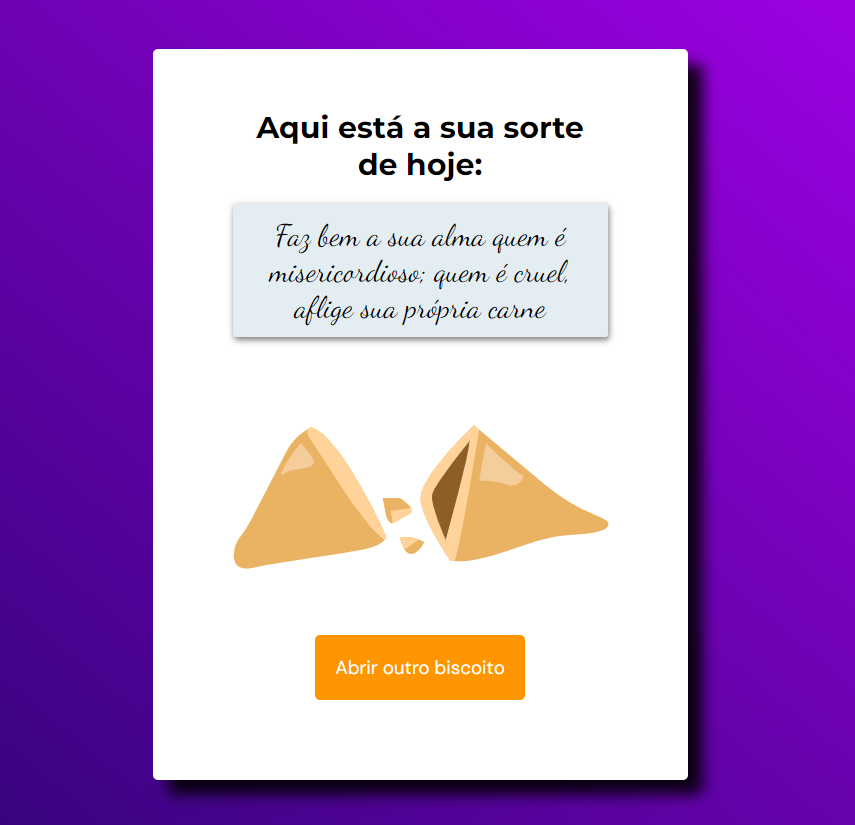 Aqui está a sua sorte
de hoje:
Faz bem a sua alma quem é
misericordioso; quem é cruel,
aflige sua própria carne
Abrir outro biscoito